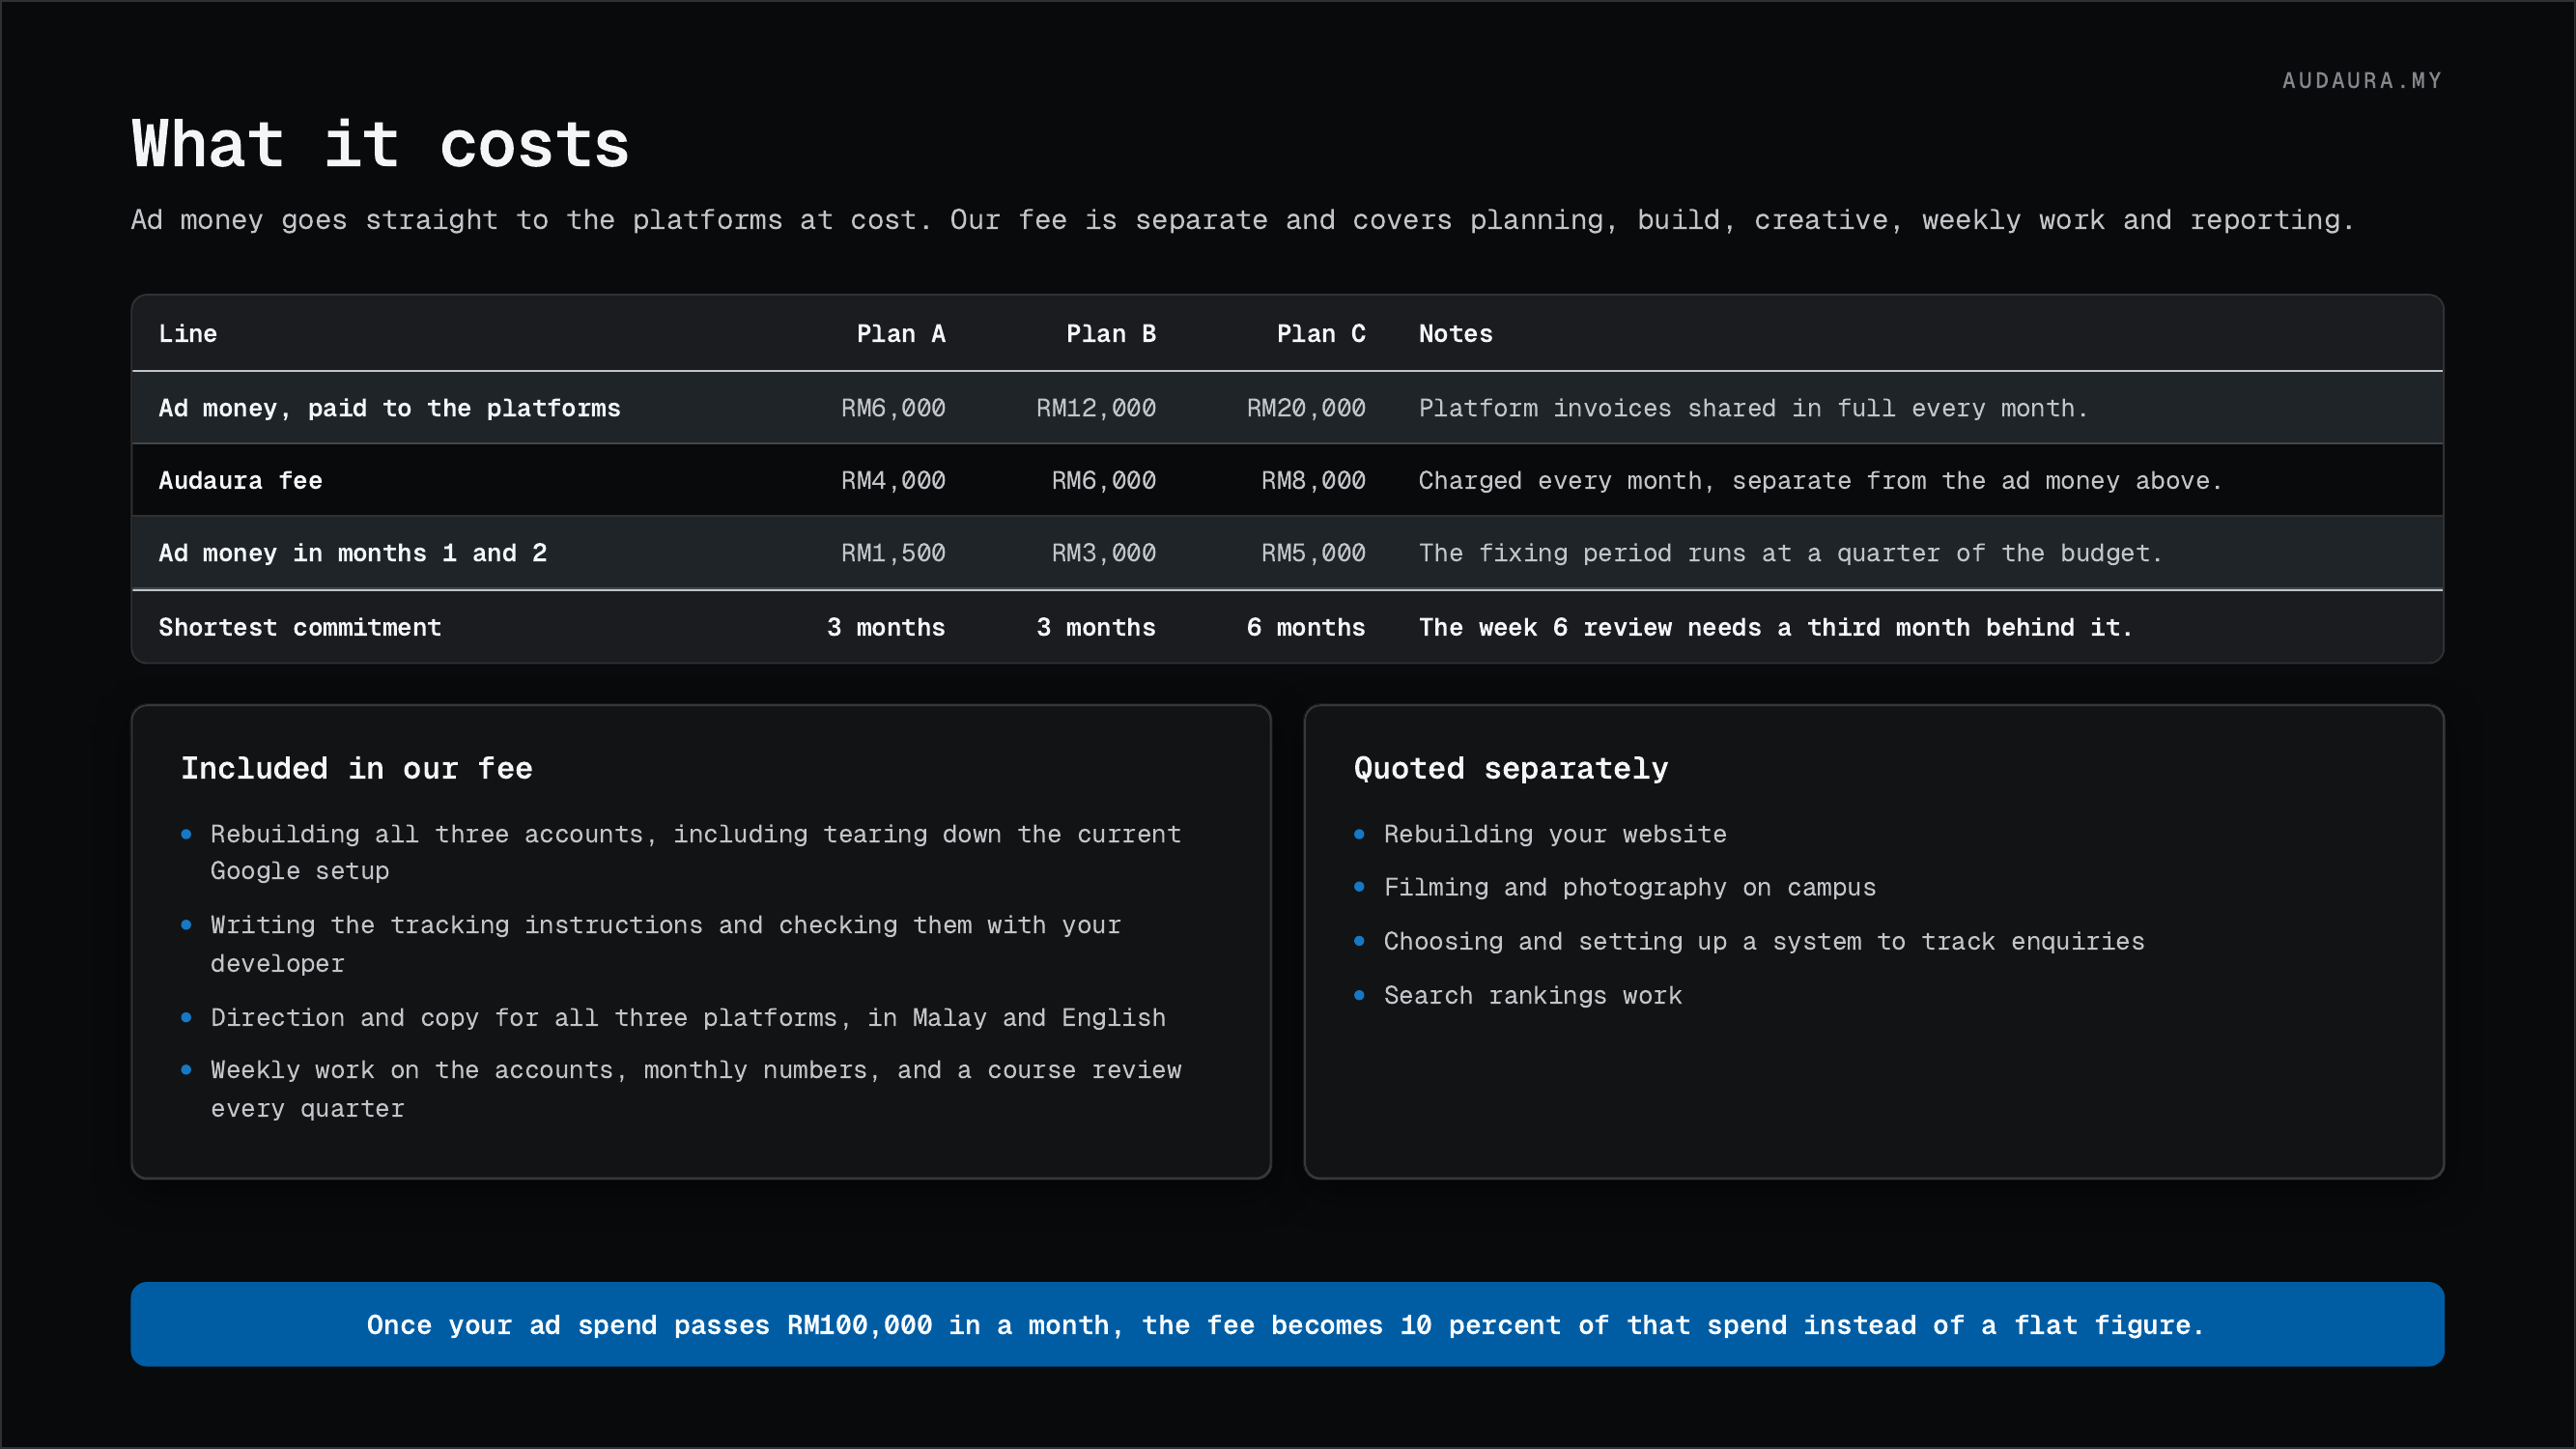 AUDAURA.MY
What it costs
Ad money goes straight to the platforms at cost. Our fee is separate and covers planning, build, creative, weekly work and reporting.
Line Plan A Plan B Plan C Notes
Ad money, paid to the platforms RM6,000 RM12,000 RM20,000 Platform invoices shared in full every month.
Audaura fee RM4,000 RM6,000 RM8,000 Charged every month, separate from the ad money above.
Ad money in months 1 and 2 RM1,500 RM3,000 RM5,000 The fixing period runs at a quarter of the budget.
Shortest commitment 3 months 3 months 6 months The week 6 review needs a third month behind it.
Included in our fee
Rebuilding all three accounts, including tearing down the current
Google setup
Writing the tracking instructions and checking them with your
developer
Direction and copy for all three platforms, in Malay and English
Weekly work on the accounts, monthly numbers, and a course review
every quarter
Quoted separately
Rebuilding your website
Filming and photography on campus
Choosing and setting up a system to track enquiries
Search rankings work
Once your ad spend passes RM100,000 in a month, the fee becomes 10 percent of that spend instead of a flat figure.